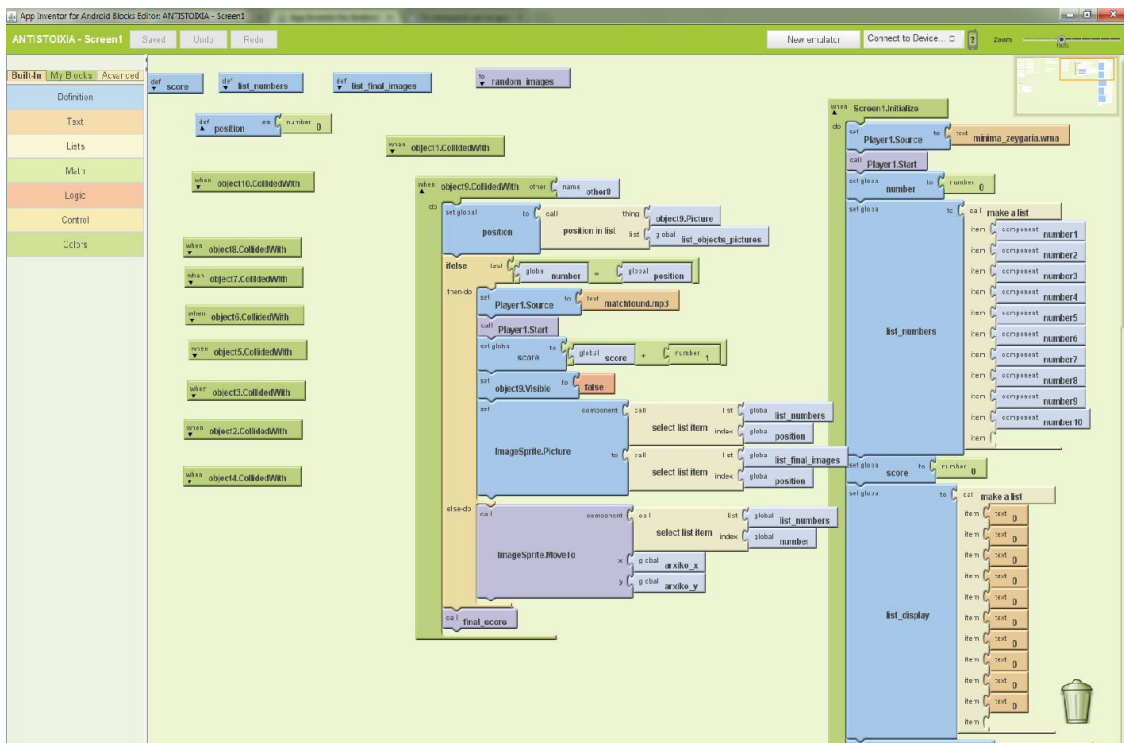 App Inventor for Android Blocks Editor: ANTISTOIXIA - Screen1
ANTISTOIXIA - Screen1 Saved Undo Redo New emulator Connect to Device... Zoom 100%
Built-In My Blocks Advanced
Definition
Text
Lists
Math
Logic
Control
Colors
def score
def list_numbers
def list_final_images
to random_images
def position as number 0
when object1.CollidedWith
when object10.CollidedWith
when object8.CollidedWith
when object7.CollidedWith
when object6.CollidedWith
when object5.CollidedWith
when object3.CollidedWith
when object2.CollidedWith
when object4.CollidedWith
when object9.CollidedWith other name other8
do set global position to call position in list thing object9.Picture
list global list_objects_pictures
ifelse test global number = global position
then-do set Player1.Source to text matchfound.mp3
call Player1.Start
set global score to global score + number 1
set object9.Visible to false
set ImageSprite.Picture component call select list item list global list_numbers
index global position
to call select list item list global list_final_images
index global position
else-do call ImageSprite.MoveTo component call select list item list global list_numbers
index global number
x global arxiko_x
y global arxiko_y
call final_score
when Screen1.Initialize
do set Player1.Source to text minima_zeygaria.wma
call Player1.Start
set global number to number 0
set global list_numbers to call make a list
item component number1
item component number2
item component number3
item component number4
item component number5
item component number6
item component number7
item component number8
item component number9
item component number10
item
set global score to number 0
set global list_display to call make a list
item text 0
item text 0
item text 0
item text 0
item text 0
item text 0
item text 0
item text 0
item text 0
item text 0
item